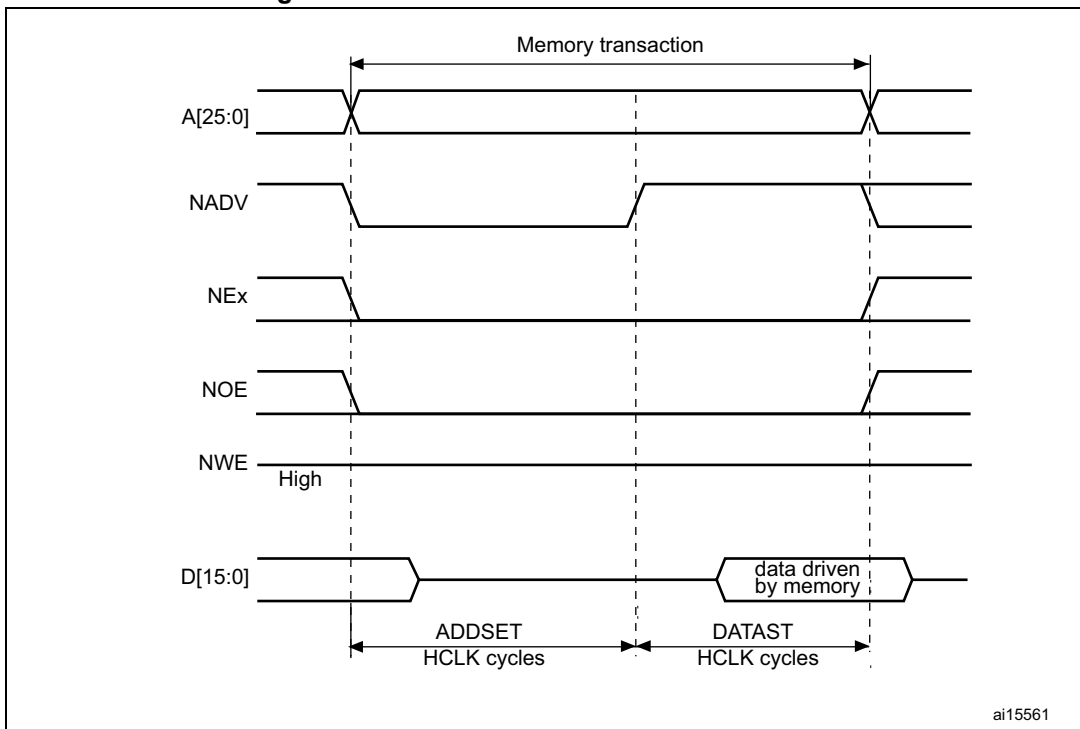 Memory transaction
A[25:0]
NADV
NEx
NOE
NWE
High
D[15:0]
data driven
by memory
ADDSET
HCLK cycles
DATAST
HCLK cycles
ai15561